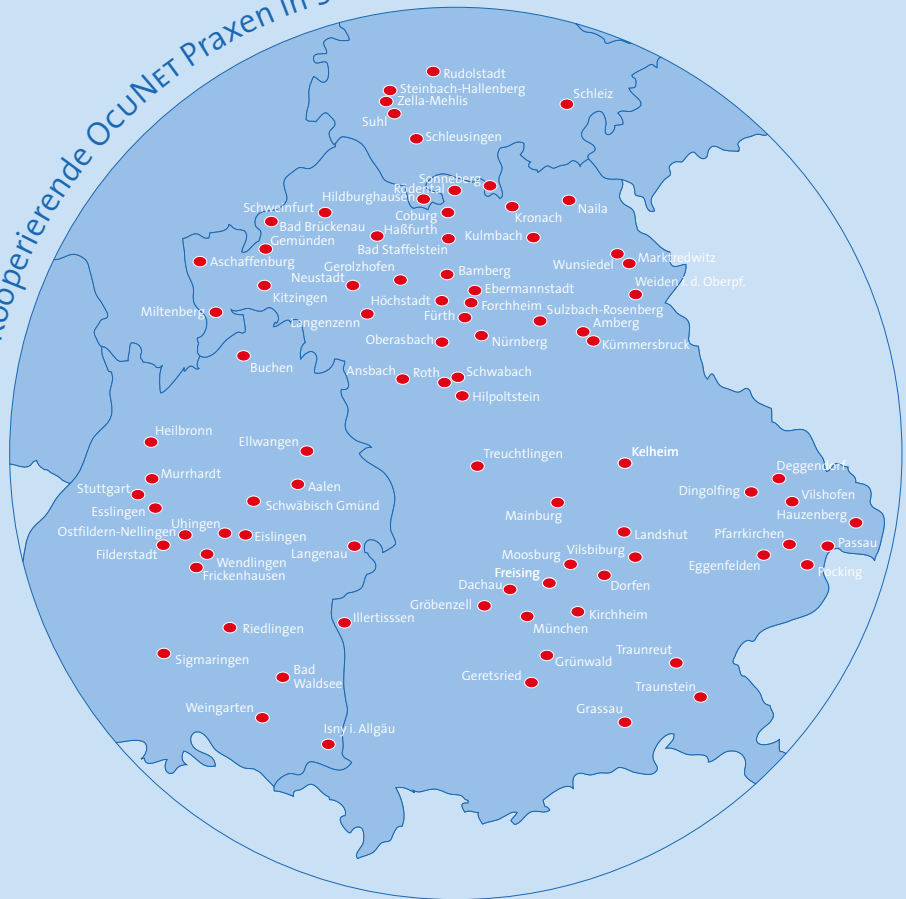 Kooperierende OcuNet Praxen in
Rudolstadt
Steinbach-Hallenberg
Zella-Mehlis
Schleiz
Suhl
Schleusingen
Sonneberg
Rödental
Hildburghausen
Naila
Schweinfurt
Coburg
Kronach
Bad Brückenau
Haßfurth
Kulmbach
Gemünden
Bad Staffelstein
Aschaffenburg
Gerolzhofen
Wunsiedel
Marktredwitz
Neustadt
Bamberg
Weiden i. d. Oberpf.
Kitzingen
Ebermannstadt
Höchstadt
Forchheim
Miltenberg
Langenzenn
Fürth
Sulzbach-Rosenberg
Amberg
Oberasbach
Nürnberg
Kümmersbruck
Buchen
Ansbach
Roth
Schwabach
Hilpoltstein
Heilbronn
Ellwangen
Treuchtlingen
Kelheim
Murrhardt
Deggendorf
Stuttgart
Aalen
Dingolfing
Vilshofen
Esslingen
Schwäbisch Gmünd
Mainburg
Hauzenberg
Ostfildern-Nellingen
Uhingen
Eislingen
Landshut
Pfarrkirchen
Passau
Filderstadt
Wendlingen
Langenau
Moosburg
Vilsbiburg
Eggenfelden
Pocking
Frickenhausen
Freising
Dachau
Dorfen
Gröbenzell
Kirchheim
Illertisssen
München
Riedlingen
Sigmaringen
Grünwald
Traunreut
Bad
Waldsee
Geretsried
Traunstein
Weingarten
Grassau
Isny i. Allgäu